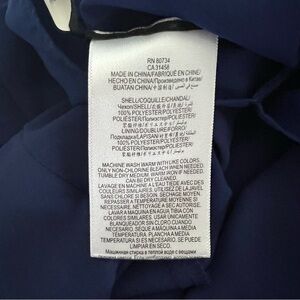 RN 80734
CA 31458
MADE IN CHINA/FABRIQUÉ EN CHINE/
HECHO EN CHINA/Произведено в Китае/
BUATAN CHINA/中国制造/
SHELL/COQUILLE/CHANDAL/
100% POLYESTER/POLYESTER/
POLIÉSTER/Полиэстер/POLIESTER/
LINING/DOUBLURE/FORRO/
Подкладка/LAPISAN/
100% POLYESTER/POLYESTER/
POLIÉSTER/Полиэстер/POLIESTER/
MACHINE WASH WARM WITH LIKE COLORS.
ONLY NON-CHLORINE BLEACH WHEN NEEDED.
TUMBLE DRY MEDIUM. WARM IRON IF NEEDED.
CAN BE DRY CLEANED.
LAVAGE EN MACHINE À L'EAU TIÈDE AVEC DES
COULEURS SIMILAIRES. UTILISER JAVELLISANT
SANS CHLORE SI BESOIN. SÉCHAGE MOYEN.
REPASSER À TEMPÉRATURE MOYENNE SI
NÉCESSAIRE. NETTOYAGE À SEC AUTORISÉ.
LAVAR A MÁQUINA EN AGUA TIBIA CON
COLORES SIMILARES. USAR ÚNICAMENTE
BLANQUEADOR SIN CLORO CUANDO
SEA NECESARIO. SECAR A MÁQUINA A MEDIA
TEMPERATURA. PLANCHA A MEDIA
TEMPERATURA, SI ES NECESARIO. SE PUEDE
LIMPIAR EN SECO.
Машинная стирка в теплой воде с вещами